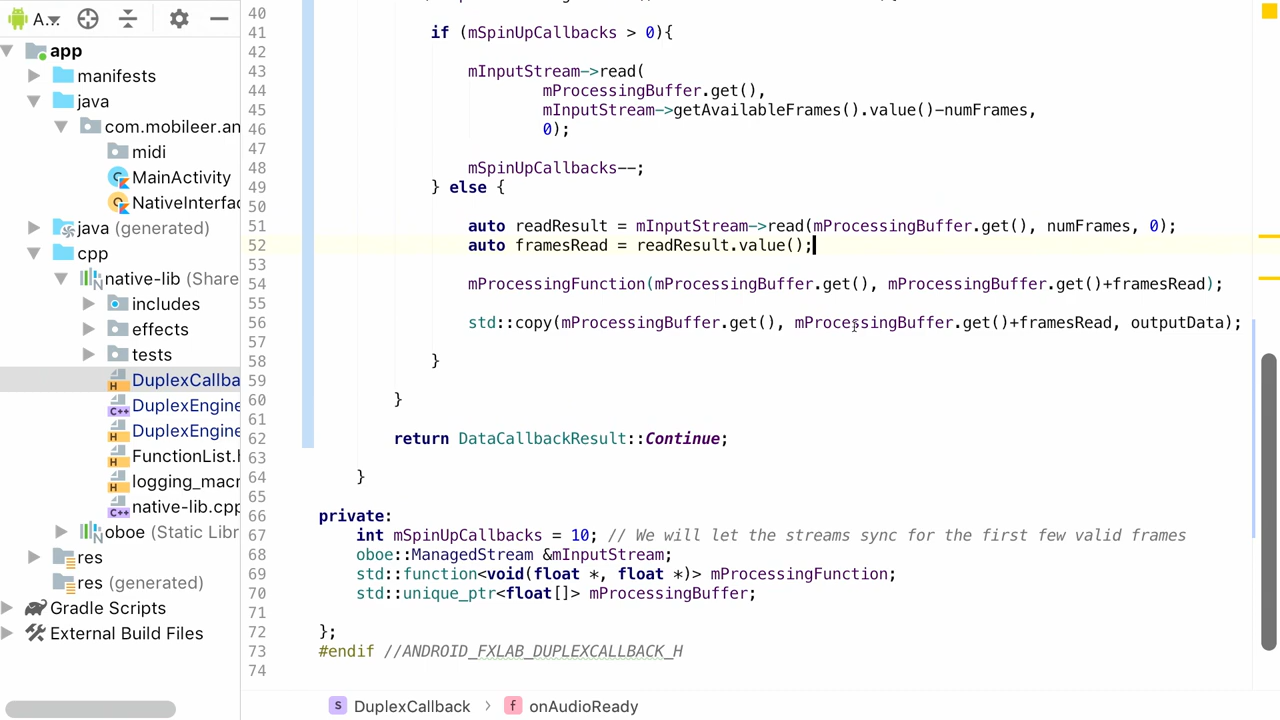 A..
app
manifests
java
com.mobileer.an
midi
MainActivity
NativeInterfac
java (generated)
cpp
native-lib (Share
includes
effects
tests
DuplexCallba
DuplexEngine
DuplexEngine
FunctionList.h
logging_macr
native-lib.cpp
oboe (Static Libr
res
res (generated)
Gradle Scripts
External Build Files
40
41 if (mSpinUpCallbacks > 0){
42
43 mInputStream->read(
44 mProcessingBuffer.get(),
45 mInputStream->getAvailableFrames().value()-numFrames,
46 0);
47
48 mSpinUpCallbacks--;
49 } else {
50
51 auto readResult = mInputStream->read(mProcessingBuffer.get(), numFrames, 0);
52 auto framesRead = readResult.value();
53
54 mProcessingFunction(mProcessingBuffer.get(), mProcessingBuffer.get()+framesRead);
55
56 std::copy(mProcessingBuffer.get(), mProcessingBuffer.get()+framesRead, outputData);
57
58 }
59
60 }
61
62 return DataCallbackResult::Continue;
63
64 }
65
66 private:
67 int mSpinUpCallbacks = 10; // We will let the streams sync for the first few valid frames
68 oboe::ManagedStream &mInputStream;
69 std::function<void(float *, float *)> mProcessingFunction;
70 std::unique_ptr<float[]> mProcessingBuffer;
71
72 };
73 #endif //ANDROID_FXLAB_DUPLEXCALLBACK_H
74
S DuplexCallback > f onAudioReady